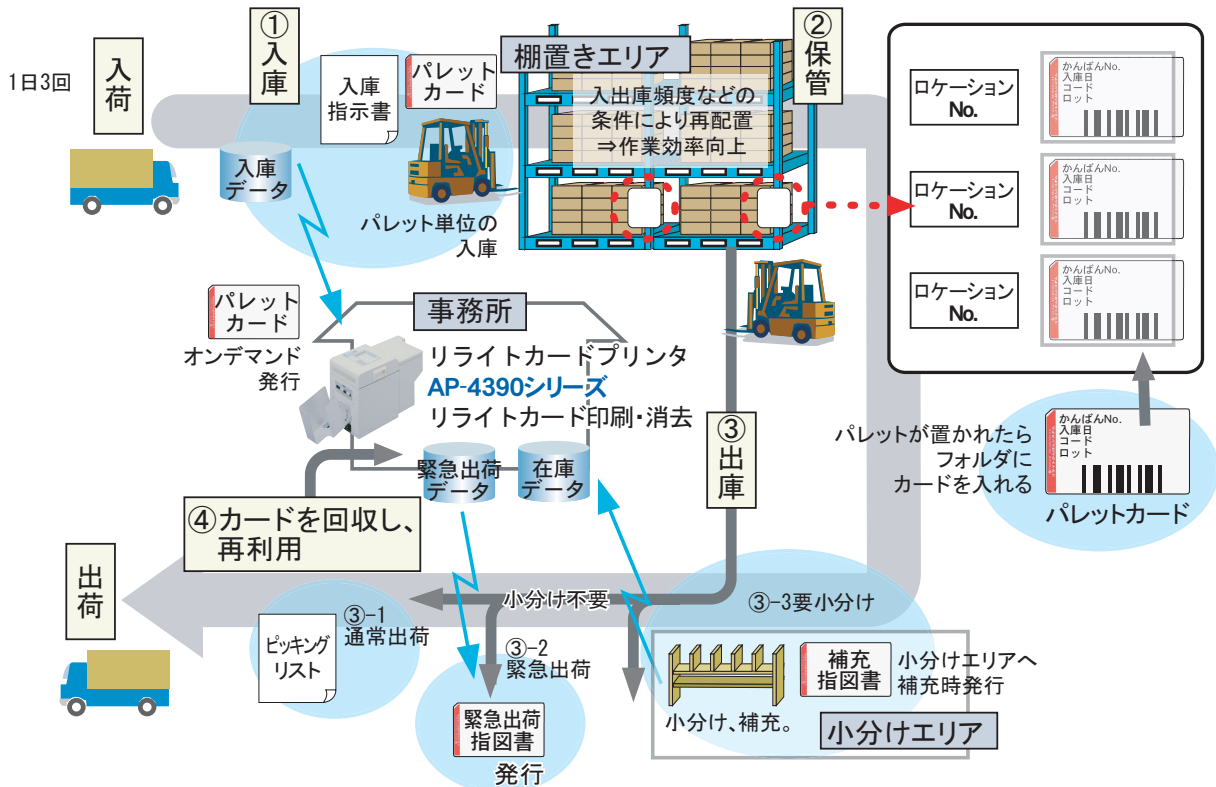 1日3回
入荷
①入庫
入庫
指示書
パレット
カード
入庫
データ
パレット単位の
入庫
棚置きエリア
入出庫頻度などの
条件により再配置
⇒作業効率向上
②保管
ロケーション
No.
かんばんNo.
入庫日
コード
ロット
ロケーション
No.
かんばんNo.
入庫日
コード
ロット
ロケーション
No.
かんばんNo.
入庫日
コード
ロット
パレットが置かれたら
フォルダに
カードを入れる
かんばんNo.
入庫日
コード
ロット
パレットカード
パレット
カード
オンデマンド
発行
事務所
リライトカードプリンタ
AP-4390シリーズ
リライトカード印刷・消去
緊急出荷
データ
在庫
データ
③出庫
④カードを回収し、
再利用
出荷
小分け不要
③-1
通常出荷
ピッキング
リスト
③-2
緊急出荷
緊急出荷
指図書
発行
③-3要小分け
補充
指図書
小分けエリアへ
補充時発行
小分け、補充。
小分けエリア